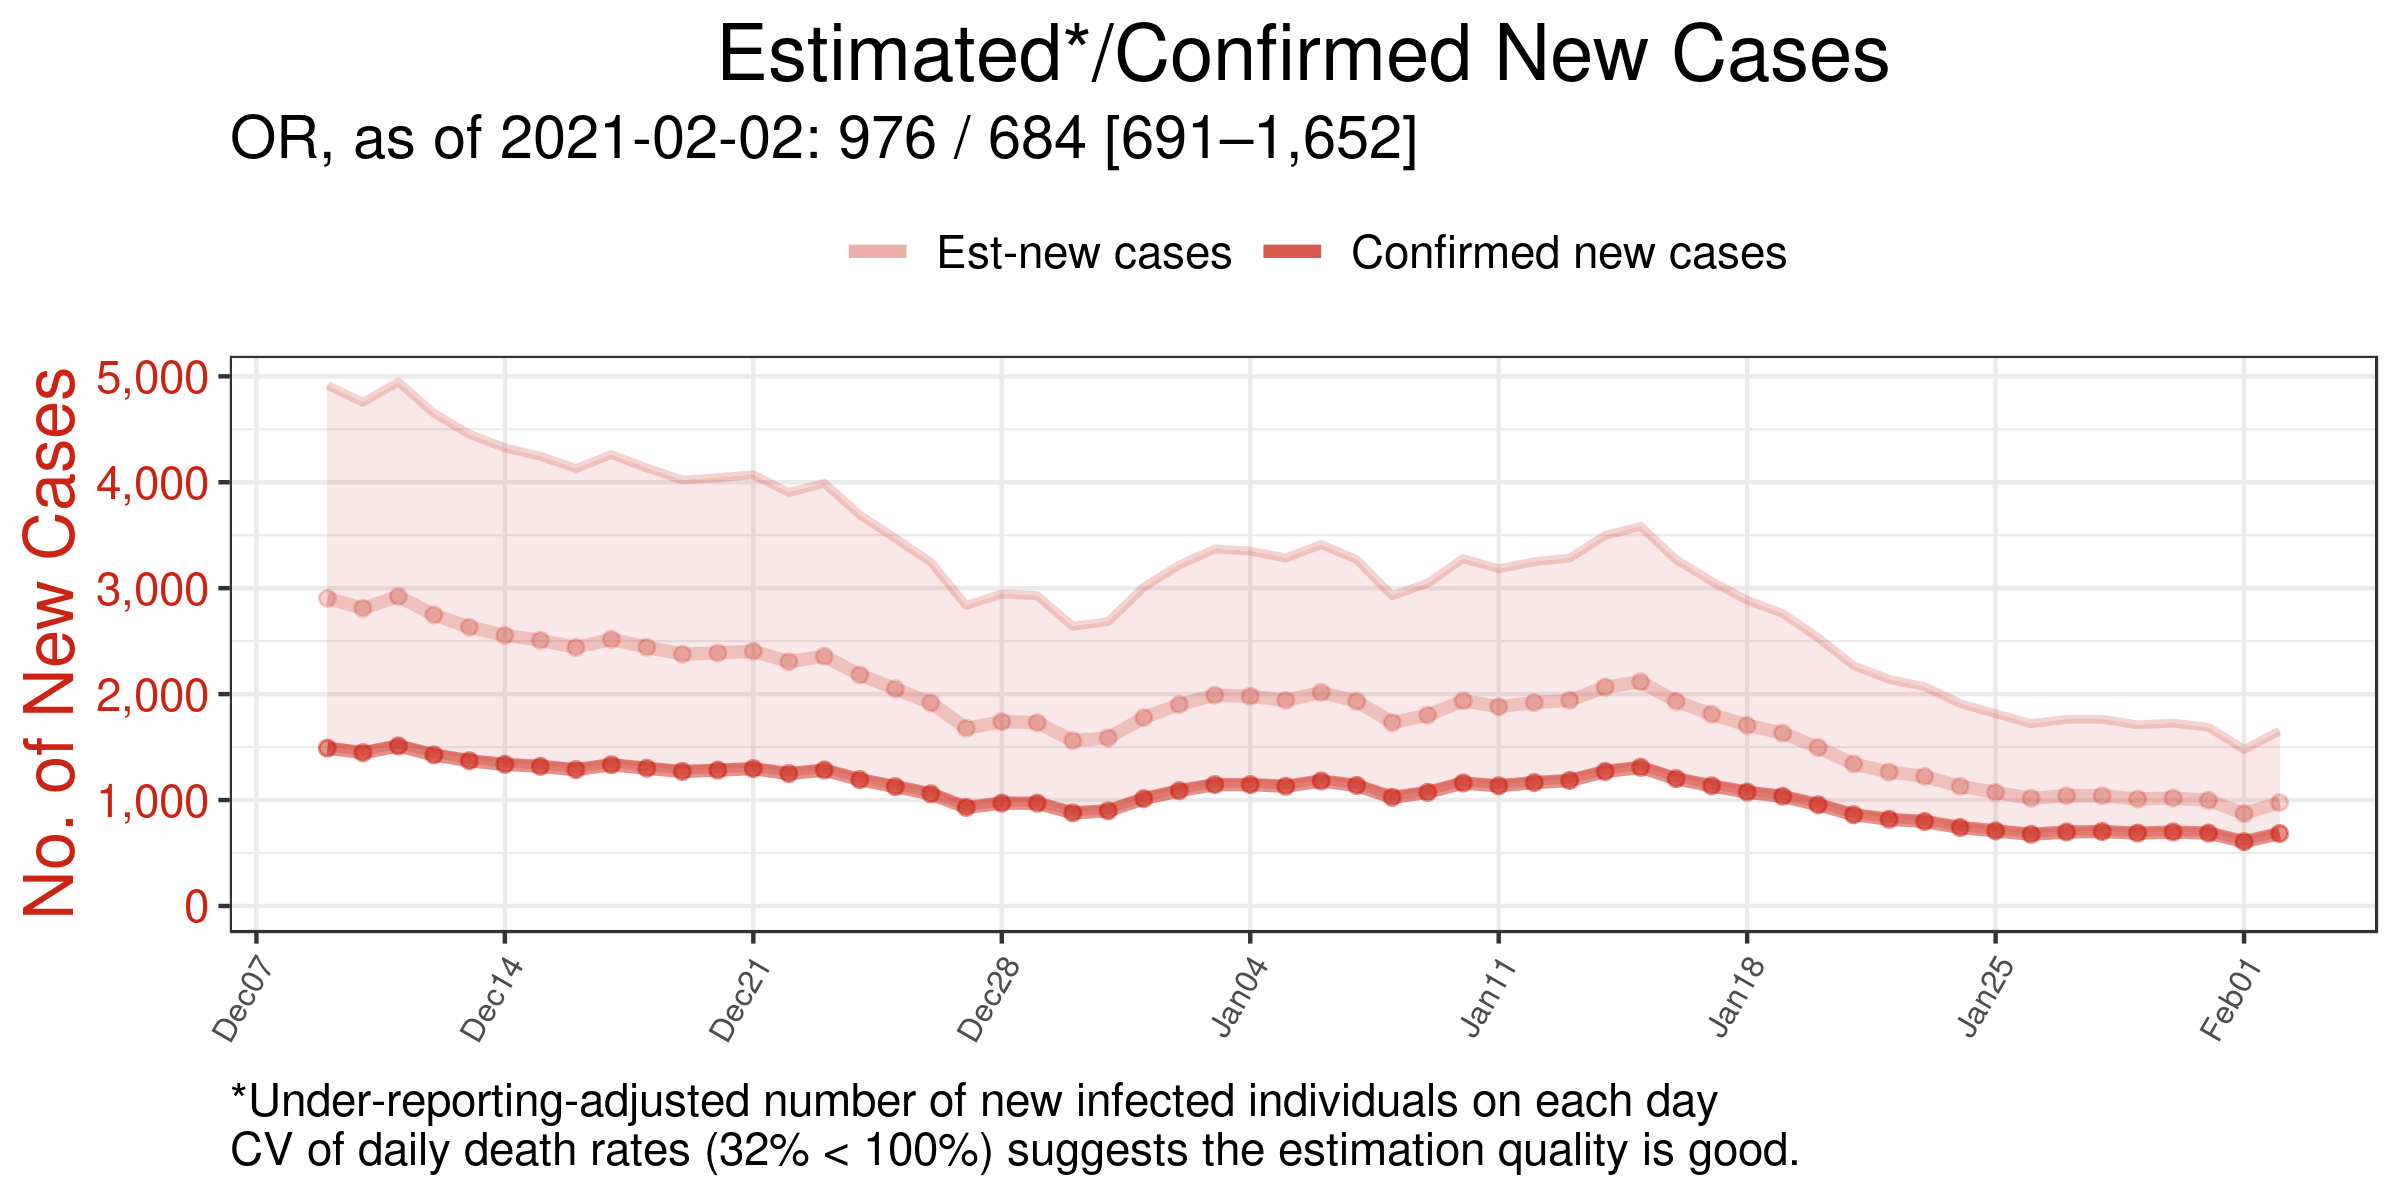 Estimated*/Confirmed New Cases
OR, as of 2021-02-02: 976 / 684 [691–1,652]
Est-new cases Confirmed new cases
No. of New Cases
5,000
4,000
3,000
2,000
1,000
0
Dec07 Dec14 Dec21 Dec28 Jan04 Jan11 Jan18 Jan25 Feb01
*Under-reporting-adjusted number of new infected individuals on each day
CV of daily death rates (32% < 100%) suggests the estimation quality is good.